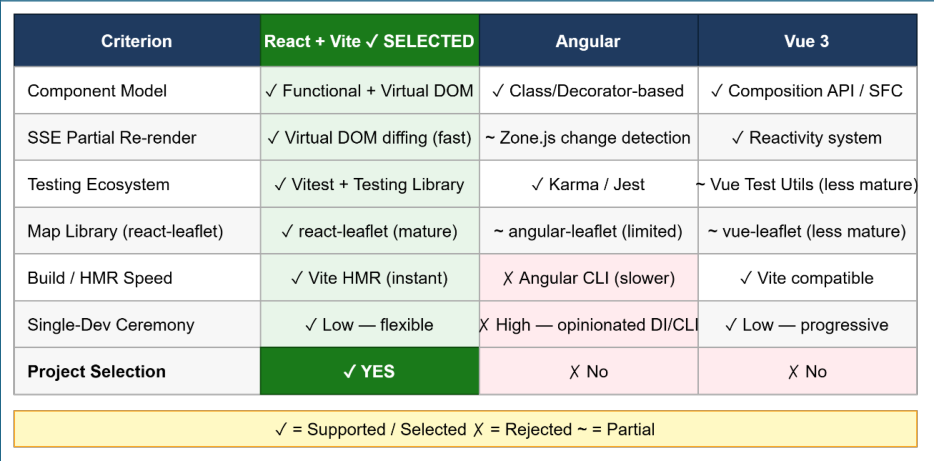 Criterion React + Vite ✓ SELECTED Angular Vue 3
Component Model ✓ Functional + Virtual DOM ✓ Class/Decorator-based ✓ Composition API / SFC
SSE Partial Re-render ✓ Virtual DOM diffing (fast) ~ Zone.js change detection ✓ Reactivity system
Testing Ecosystem ✓ Vitest + Testing Library ✓ Karma / Jest ~ Vue Test Utils (less mature)
Map Library (react-leaflet) ✓ react-leaflet (mature) ~ angular-leaflet (limited) ~ vue-leaflet (less mature)
Build / HMR Speed ✓ Vite HMR (instant) ✗ Angular CLI (slower) ✓ Vite compatible
Single-Dev Ceremony ✓ Low — flexible ✗ High — opinionated DI/CLI ✓ Low — progressive
Project Selection ✓ YES ✗ No ✗ No
✓ = Supported / Selected ✗ = Rejected ~ = Partial